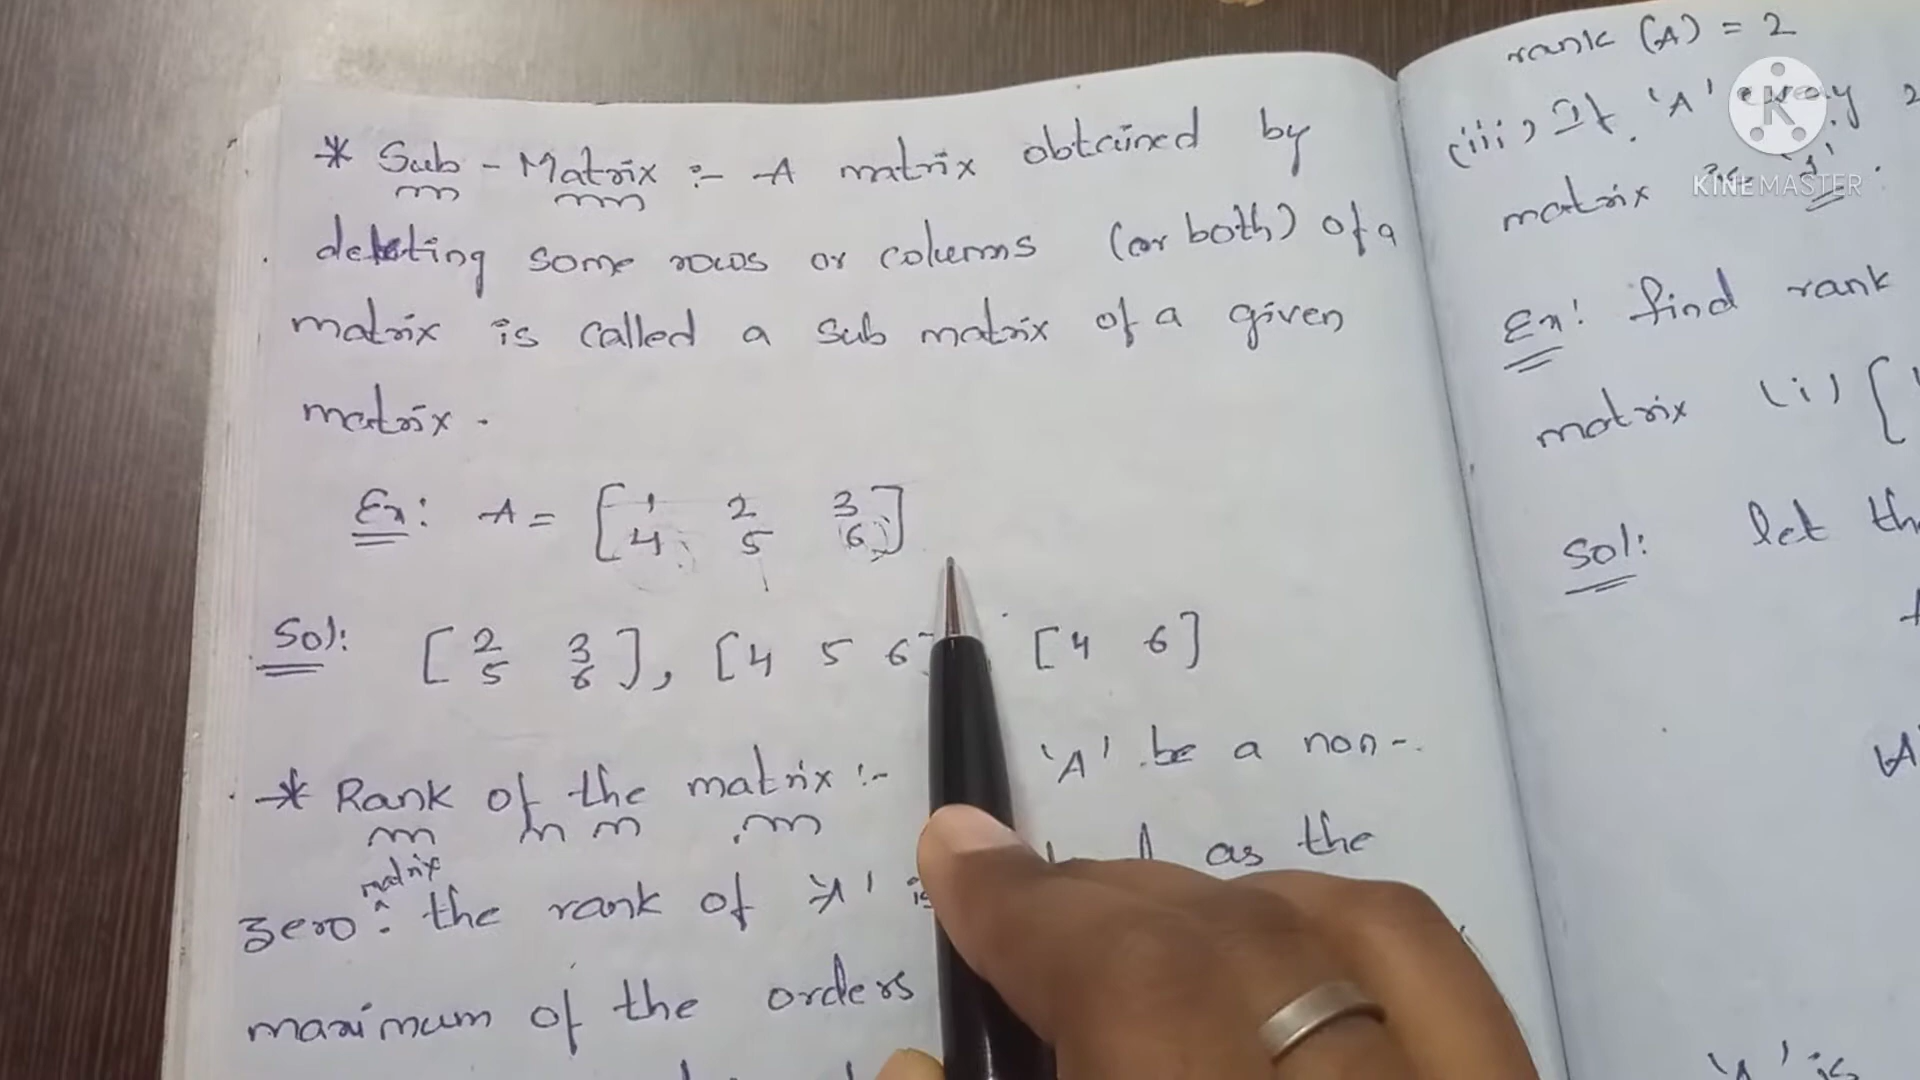 * Sub-Matrix :- A matrix obtained by
deleting some rows or columns (or both) of a
matrix is called a sub matrix of a given
matrix.
Ex: A = [1 2 3
4 5 6]
Sol: [2 3
5 6], [4 5 6 [4 6]
* Rank of the matrix :- 'A' be a non-
matrix
zero : the rank of 'A' is as the
maximum of the orders
rank (A) = 2
(iii) If 'A'
matrix
Ex: find rank
matrix (i) [
Sol: let
'A' is
KINEMASTER